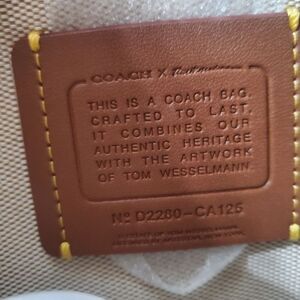 COACH X
THIS IS A COACH BAG.
CRAFTED TO LAST,
IT COMBINES OUR
AUTHENTIC HERITAGE
WITH THE ARTWORK
OF TOM WESSELMANN.
Nº D2280-CA126